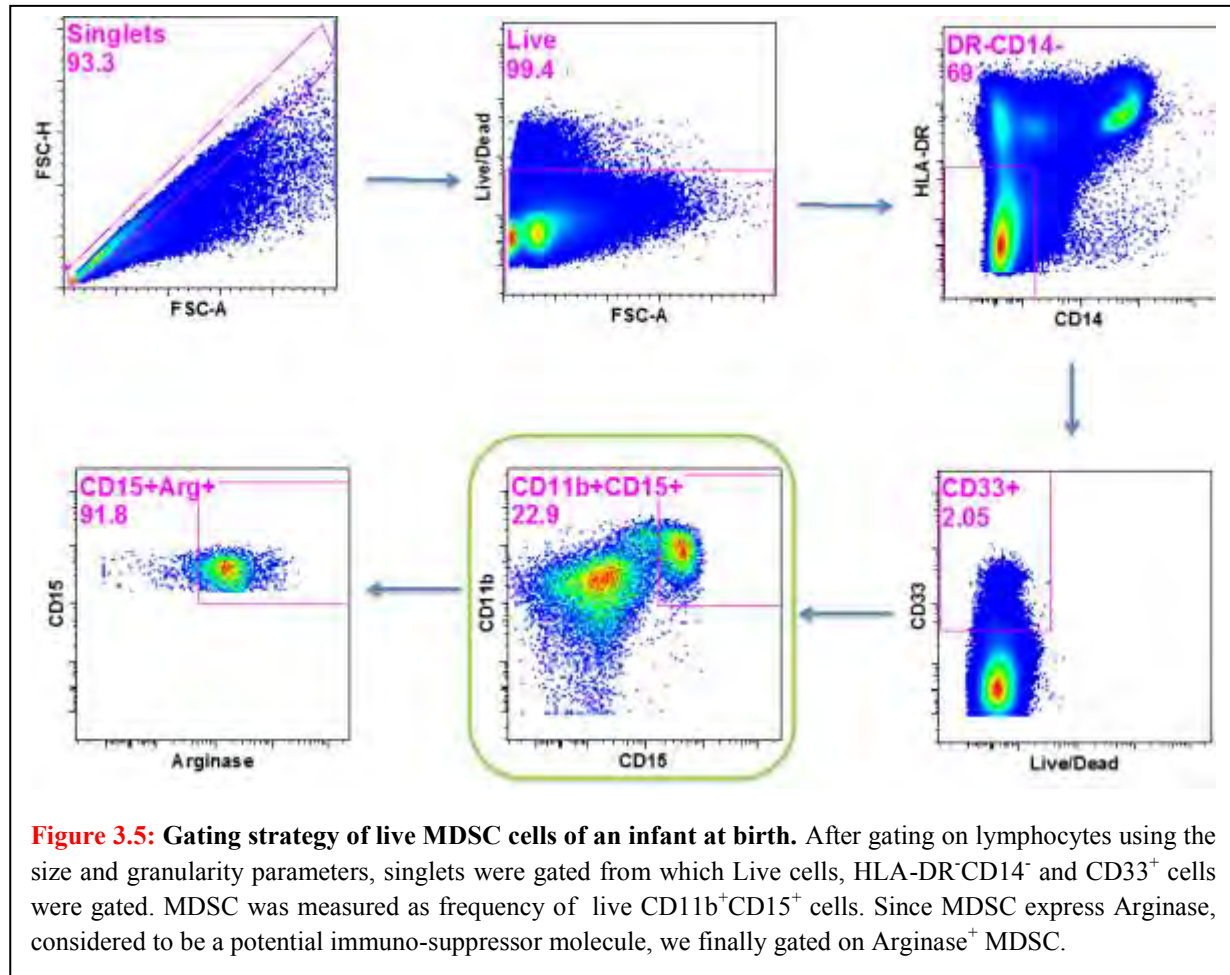 Singlets
93.3
FSC-H
FSC-A
Live
99.4
Live/Dead
FSC-A
DR-CD14-
69
HLA-DR
CD14
CD15+Arg+
91.8
CD15
Arginase
CD11b+CD15+
22.9
CD11b
CD15
CD33+
2.05
CD33
Live/Dead
Figure 3.5: Gating strategy of live MDSC cells of an infant at birth. After gating on lymphocytes using the
size and granularity parameters, singlets were gated from which Live cells, HLA-DR⁻CD14⁻ and CD33⁺ cells
were gated. MDSC was measured as frequency of live CD11b⁺CD15⁺ cells. Since MDSC express Arginase,
considered to be a potential immuno-suppressor molecule, we finally gated on Arginase⁺ MDSC.